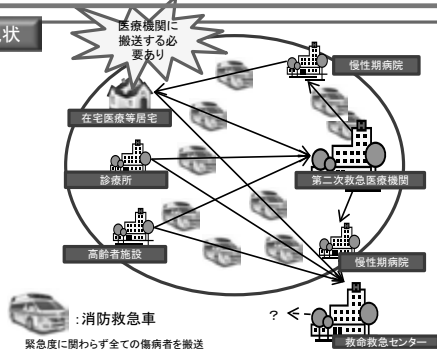 状
医療機関に
搬送する必
要あり
慢性期病院
在宅医療等居宅
診療所
第二次救急医療機関
高齢者施設
慢性期病院
:消防救急車
?
緊急度に関わらず全ての傷病者を搬送
救命救急センター